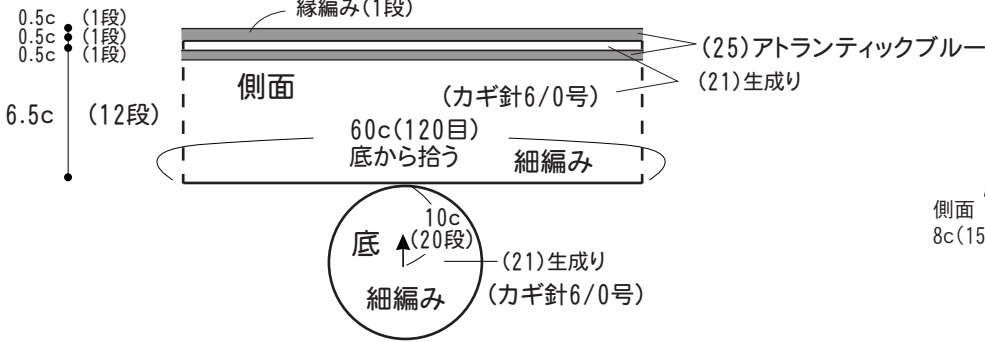 縁編み(1段)
0.5c (1段)
0.5c (1段)
0.5c (1段)
(25)アトランティックブルー
(21)生成り
側面
(カギ針6/0号)
6.5c (12段)
60c(120目)
底から拾う
細編み
10c
(20段)
底
(21)生成り
細編み
(カギ針6/0号)
側面
8c(15